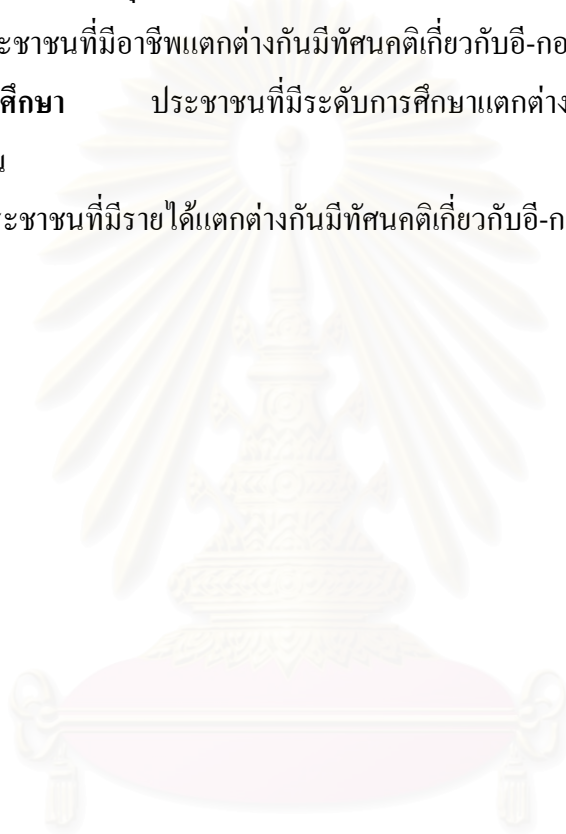 ะชาชนที่มีอาชีพแตกต่างกันมีทัศนคติเกี่ยวกับอี-กอ
ศึกษา ประชาชนที่มีระดับการศึกษาแตกต่าง
น
ระชาชนที่มีรายได้แตกต่างกันมีทัศนคติเกี่ยวกับอี-ก